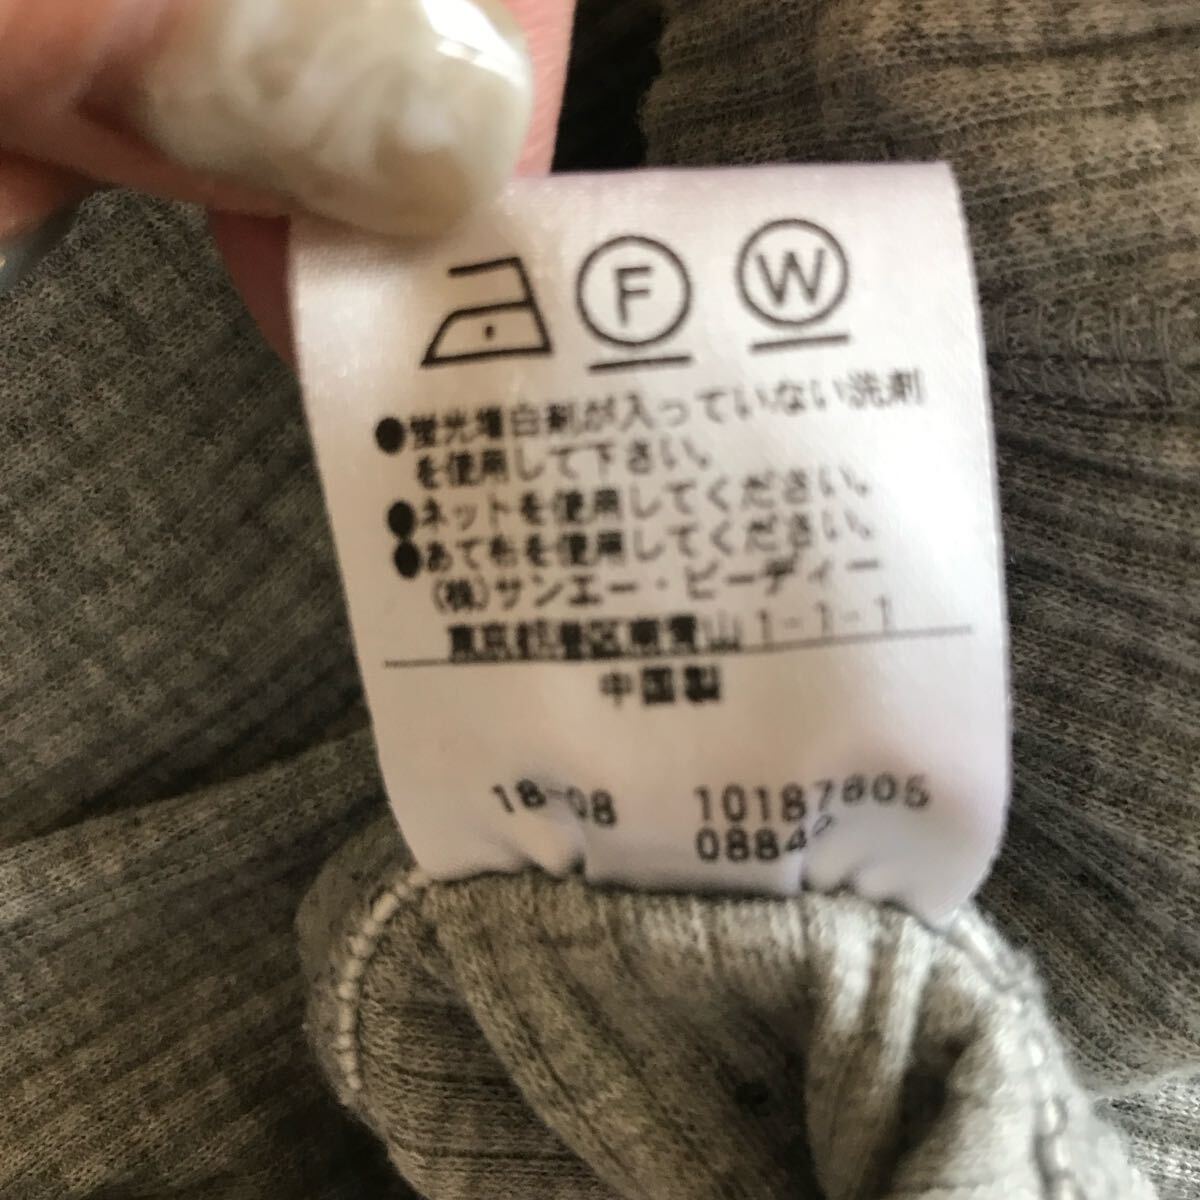 F W
●蛍光増白剤が入っていない洗剤
を使用して下さい。
●ネットを使用してください。
●あて布を使用してください。
(株)サンエー・ビーディー
東京都港区南青山1-1-1
中国製
18-08 10187605
0884